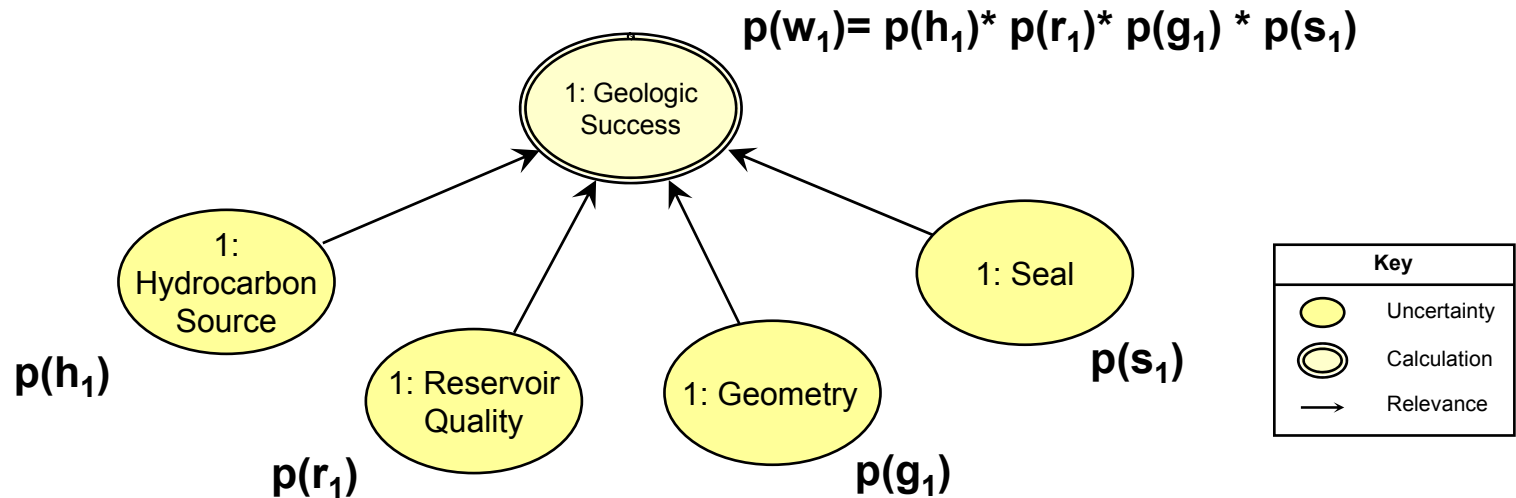 p(w₁)= p(h₁)* p(r₁)* p(g₁) * p(s₁)
1: Geologic
Success
1:
Hydrocarbon
Source
p(h₁)
1: Reservoir
Quality
p(r₁)
1: Geometry
p(g₁)
1: Seal
p(s₁)
Key
Uncertainty
Calculation
Relevance